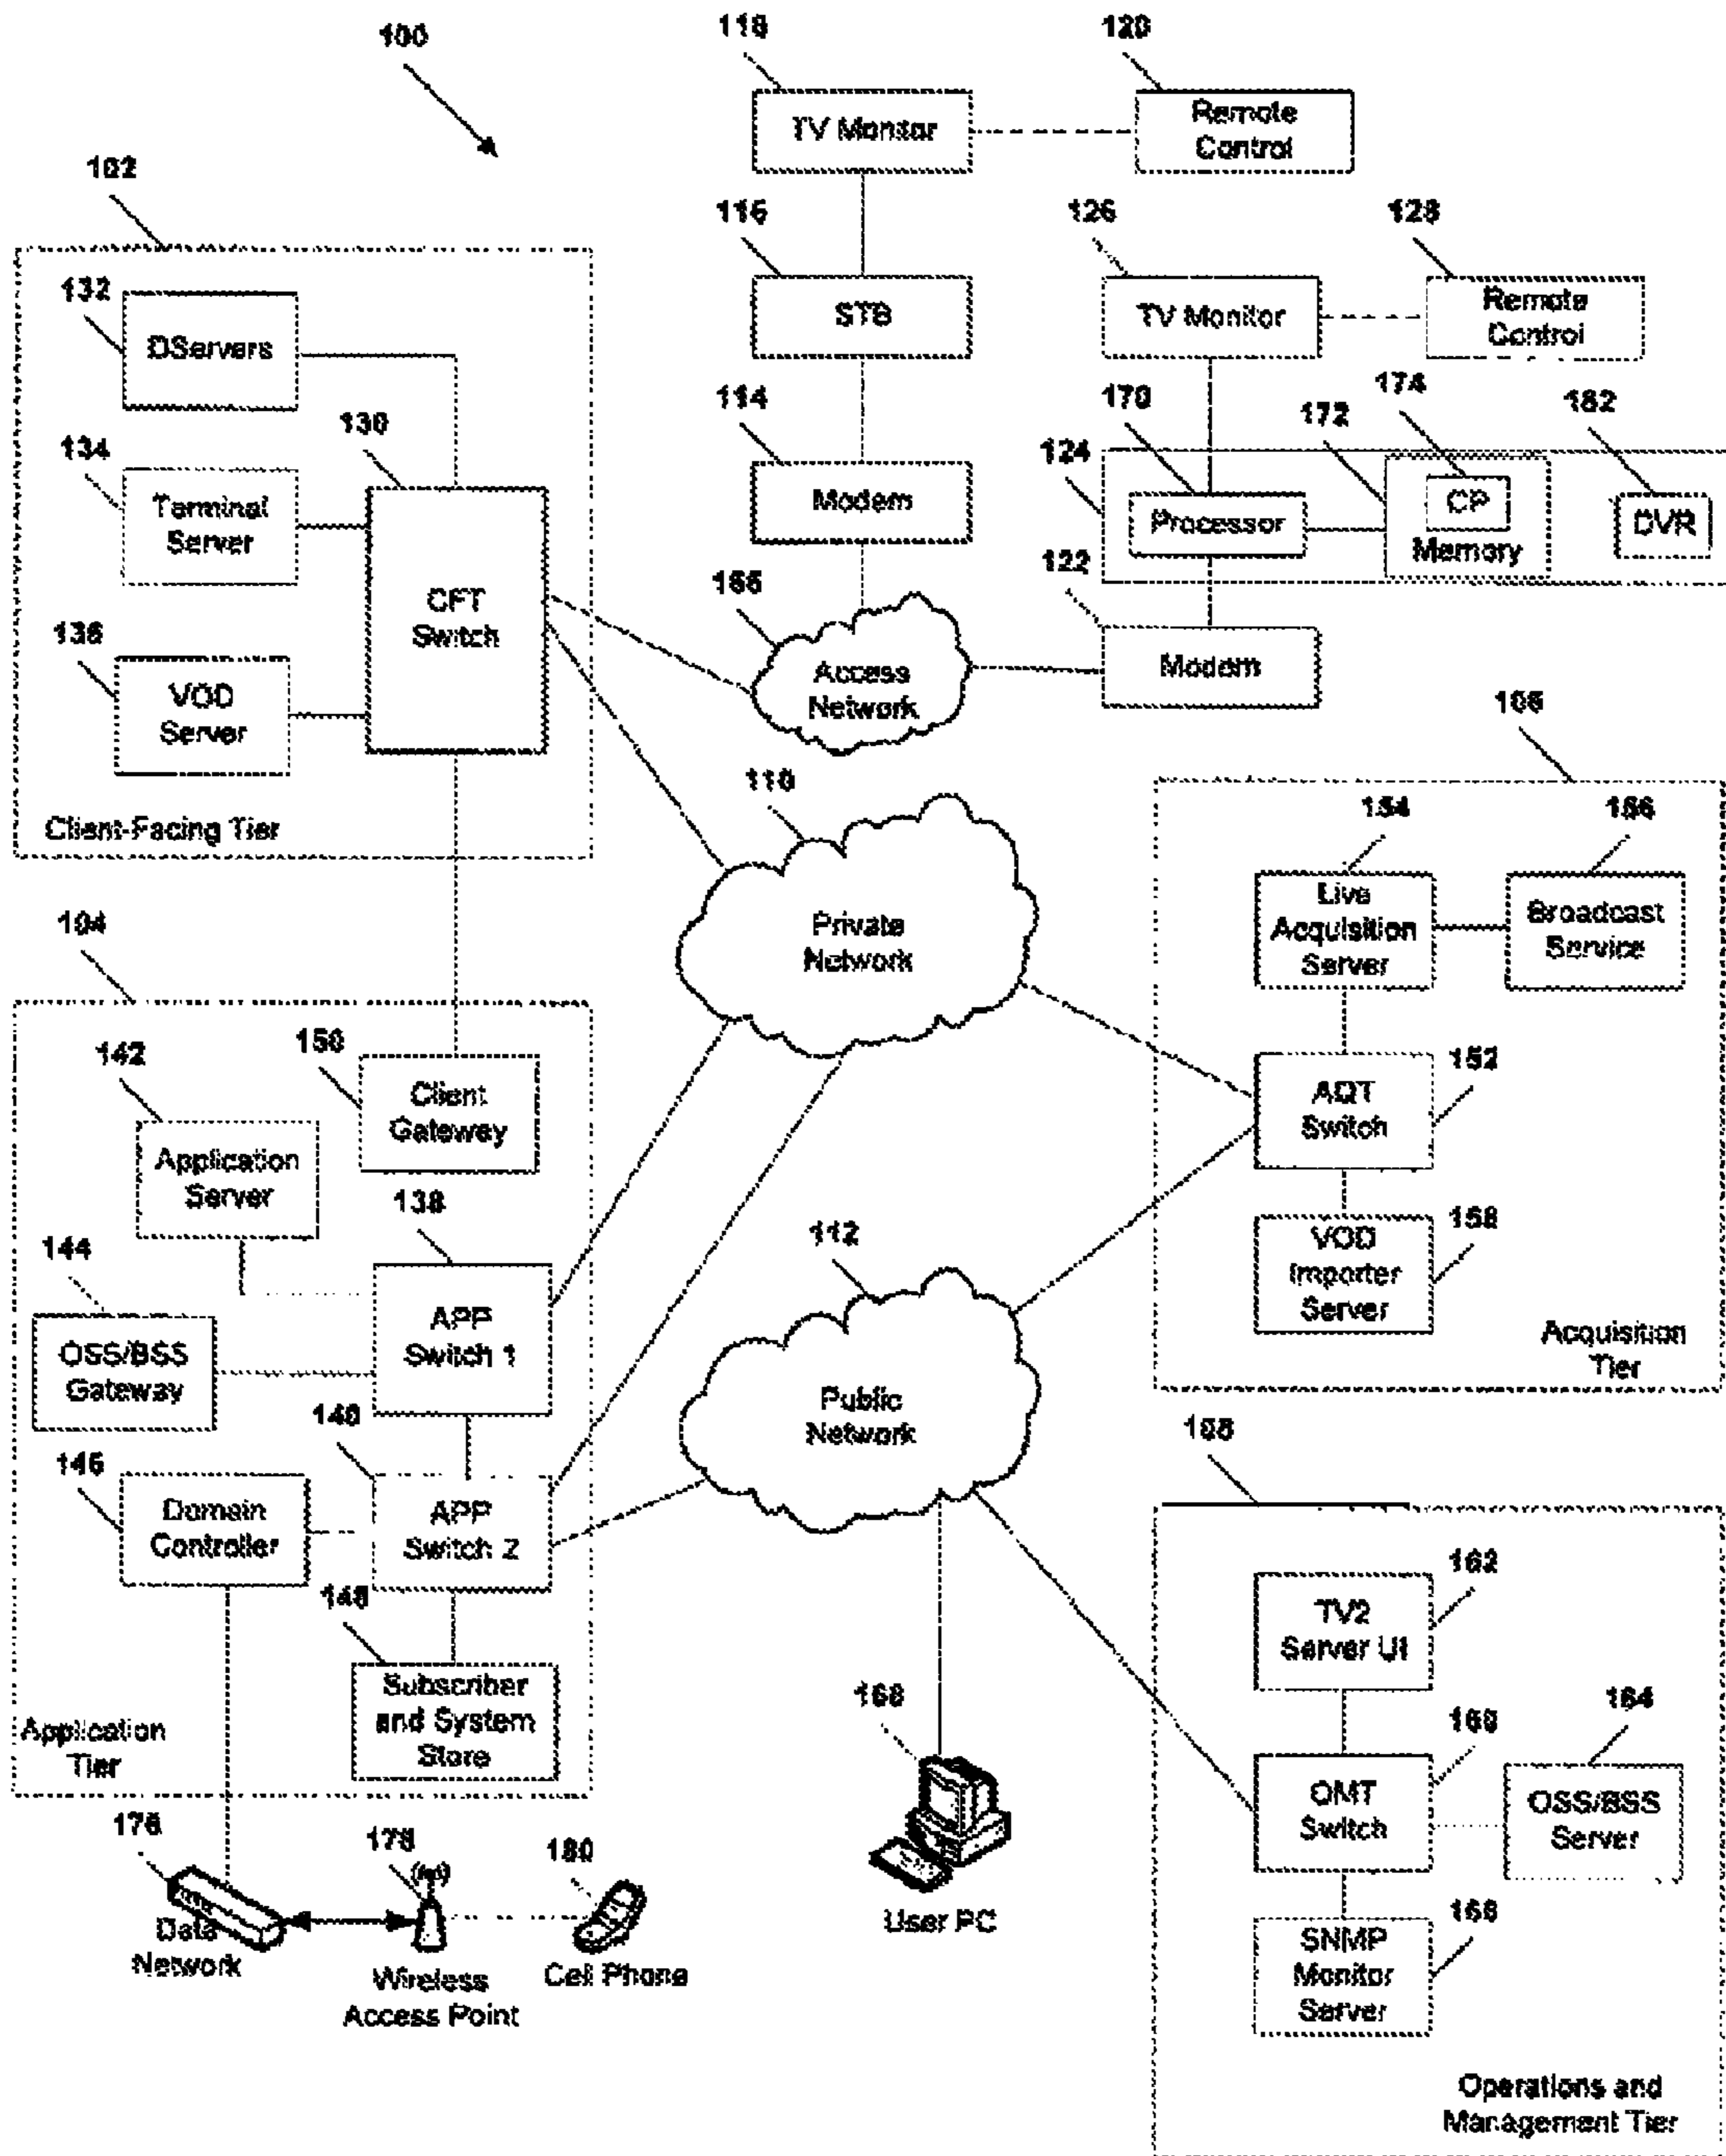 100
118
120
TV Monitor
Remote
Control
102
116
126
128
132
DServers
STB
TV Monitor
Remote
Control
130
114
170
172
174
182
134
Terminal
Server
124
Modem
Processor
CP
Memory
DVR
122
CFT
Switch
166
136
VOD
Server
Access
Network
Modem
106
110
Client-Facing Tier
154
156
Live
Acquisition
Server
Broadcast
Service
104
Private
Network
142
150
Client
Gateway
152
AQT
Switch
Application
Server
138
112
158
VOD
Importer
Server
144
APP
Switch 1
OSS/BSS
Gateway
Acquisition
Tier
140
Public
Network
108
146
Domain
Controller
APP
Switch 2
148
162
TV2
Server UI
Subscriber
and System
Store
168
164
160
Application
Tier
OMT
Switch
OSS/BSS
Server
176
178
180
User PC
Data
Network
Wireless
Access Point
Cell Phone
SNMP
Monitor
Server
Operations and
Management Tier